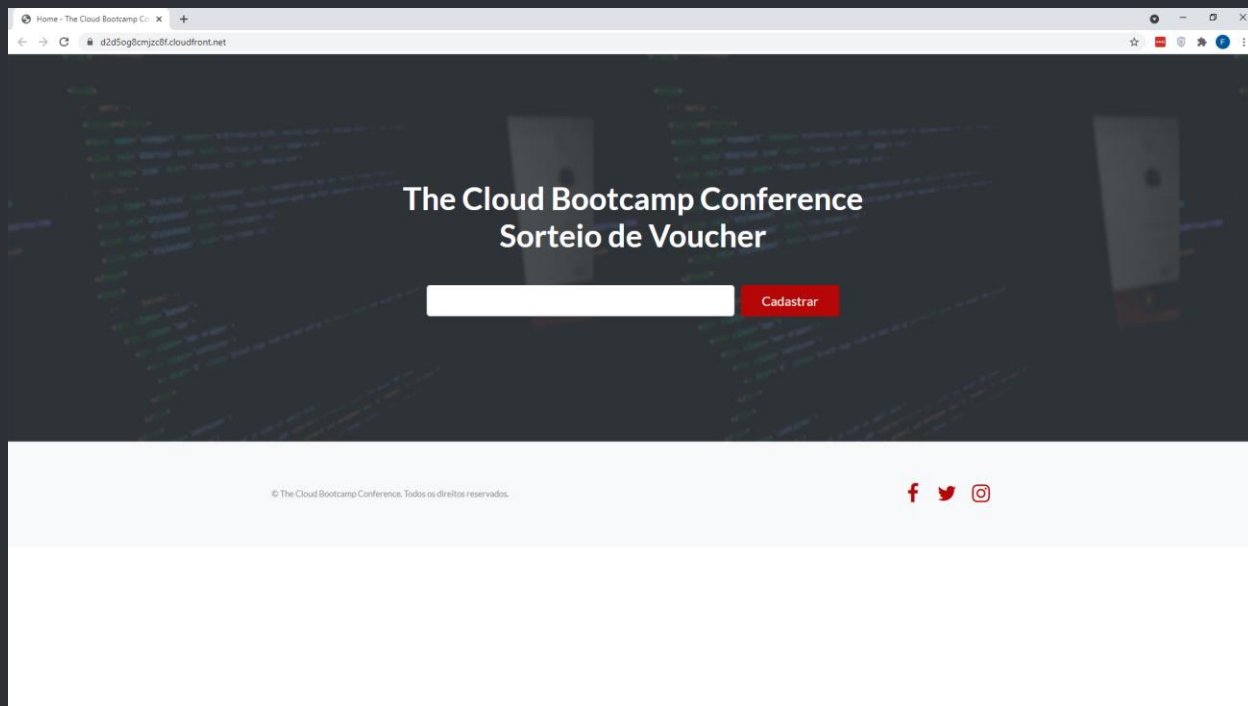 Home - The Cloud Bootcamp Co
d2d5og8cmjzc8f.cloudfront.net
F
The Cloud Bootcamp Conference
Sorteio de Voucher
Cadastrar
© The Cloud Bootcamp Conference. Todos os direitos reservados.